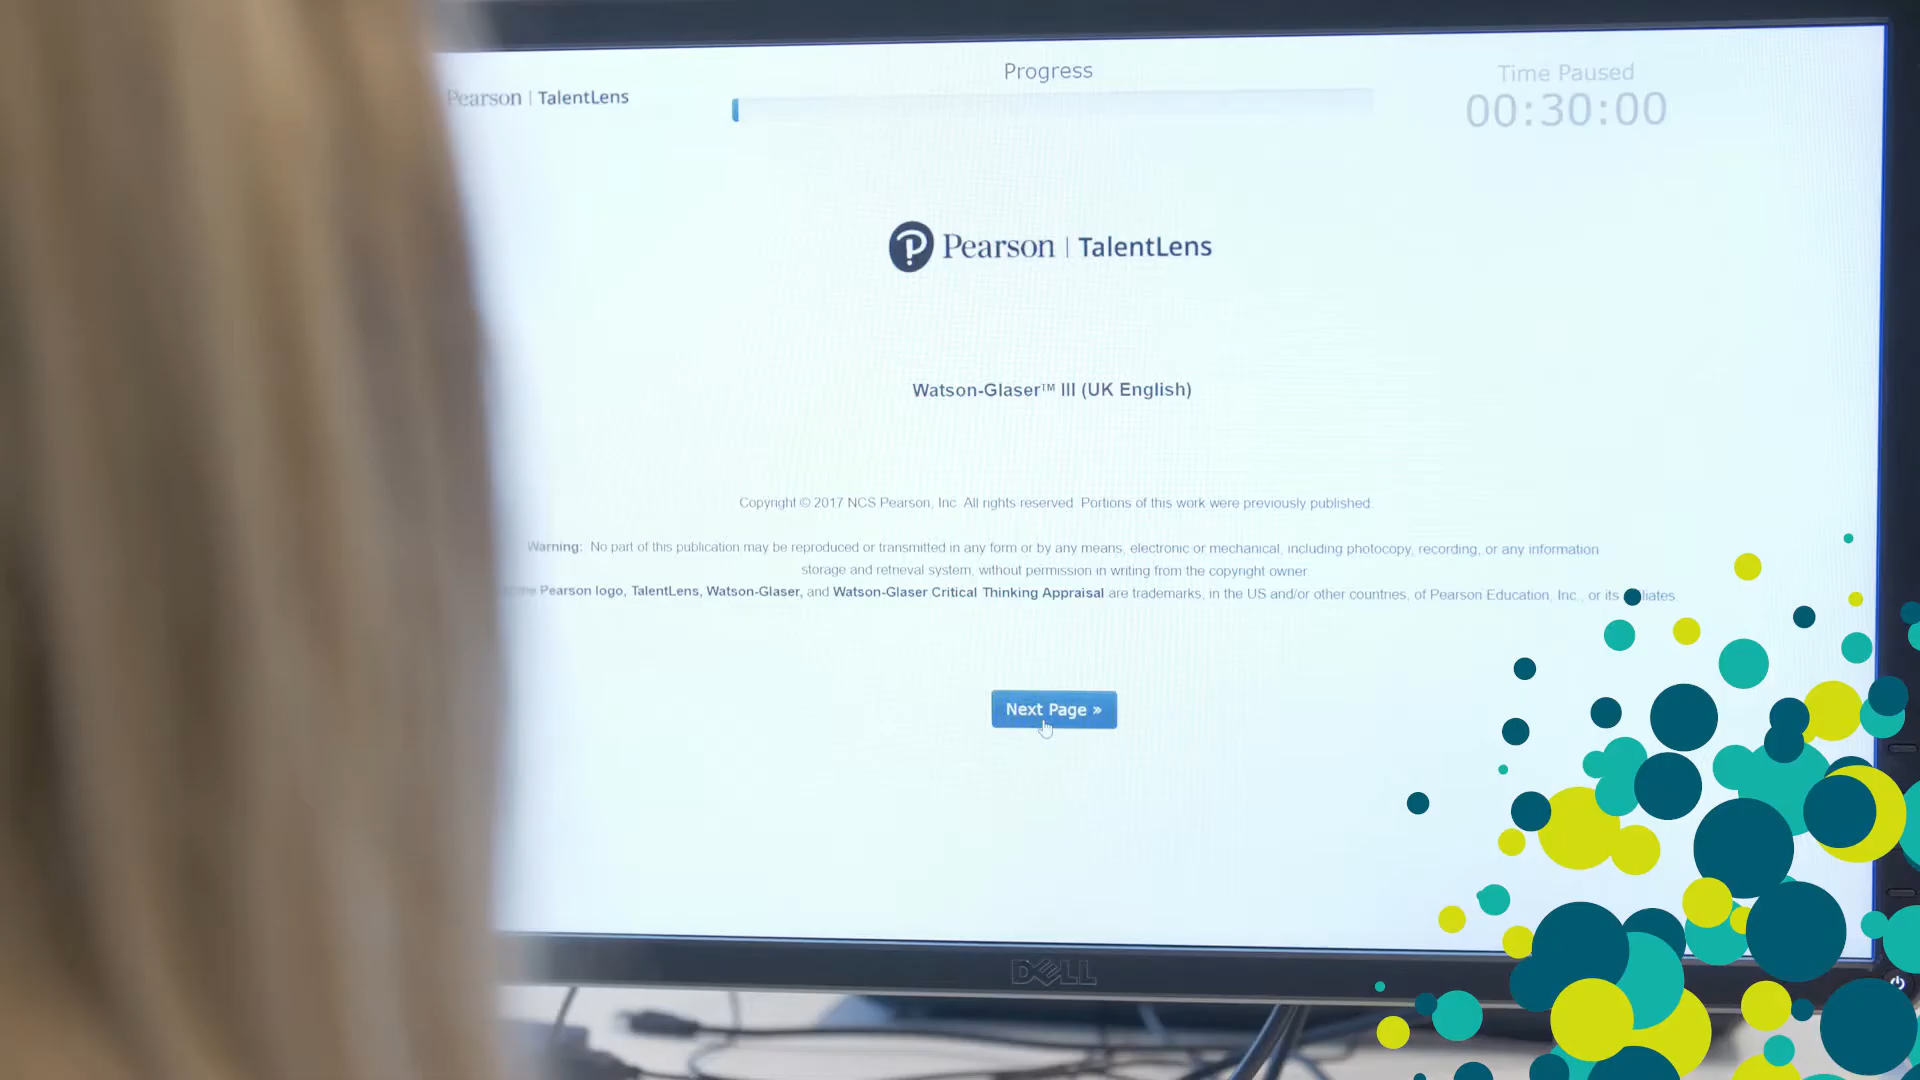 Progress
Time Paused
Pearson | TalentLens
00:30:00
Pearson | TalentLens
Watson-Glaser™ III (UK English)
Copyright © 2017 NCS Pearson, Inc. All rights reserved. Portions of this work were previously published.
Warning: No part of this publication may be reproduced or transmitted in any form or by any means, electronic or mechanical, including photocopy, recording, or any information
storage and retrieval system, without permission in writing from the copyright owner.
Pearson logo, TalentLens, Watson-Glaser, and Watson-Glaser Critical Thinking Appraisal are trademarks, in the US and/or other countries, of Pearson Education, Inc., or its
Next Page »
DELL